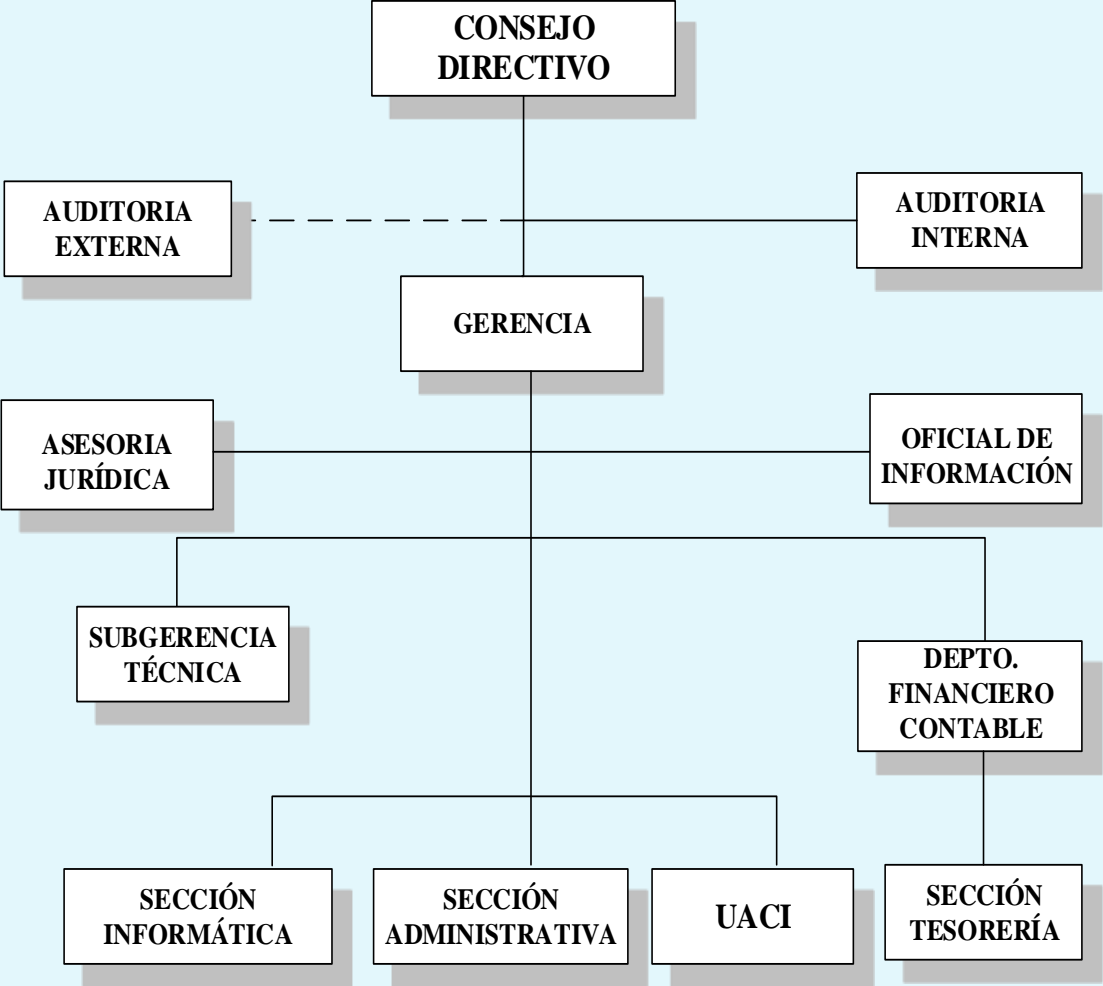 CONSEJO
DIRECTIVO
AUDITORIA
EXTERNA
AUDITORIA
INTERNA
GERENCIA
ASESORIA
JURÍDICA
OFICIAL DE
INFORMACIÓN
SUBGERENCIA
TÉCNICA
DEPTO.
FINANCIERO
CONTABLE
SECCIÓN
INFORMÁTICA
SECCIÓN
ADMINISTRATIVA
UACI
SECCIÓN
TESORERÍA